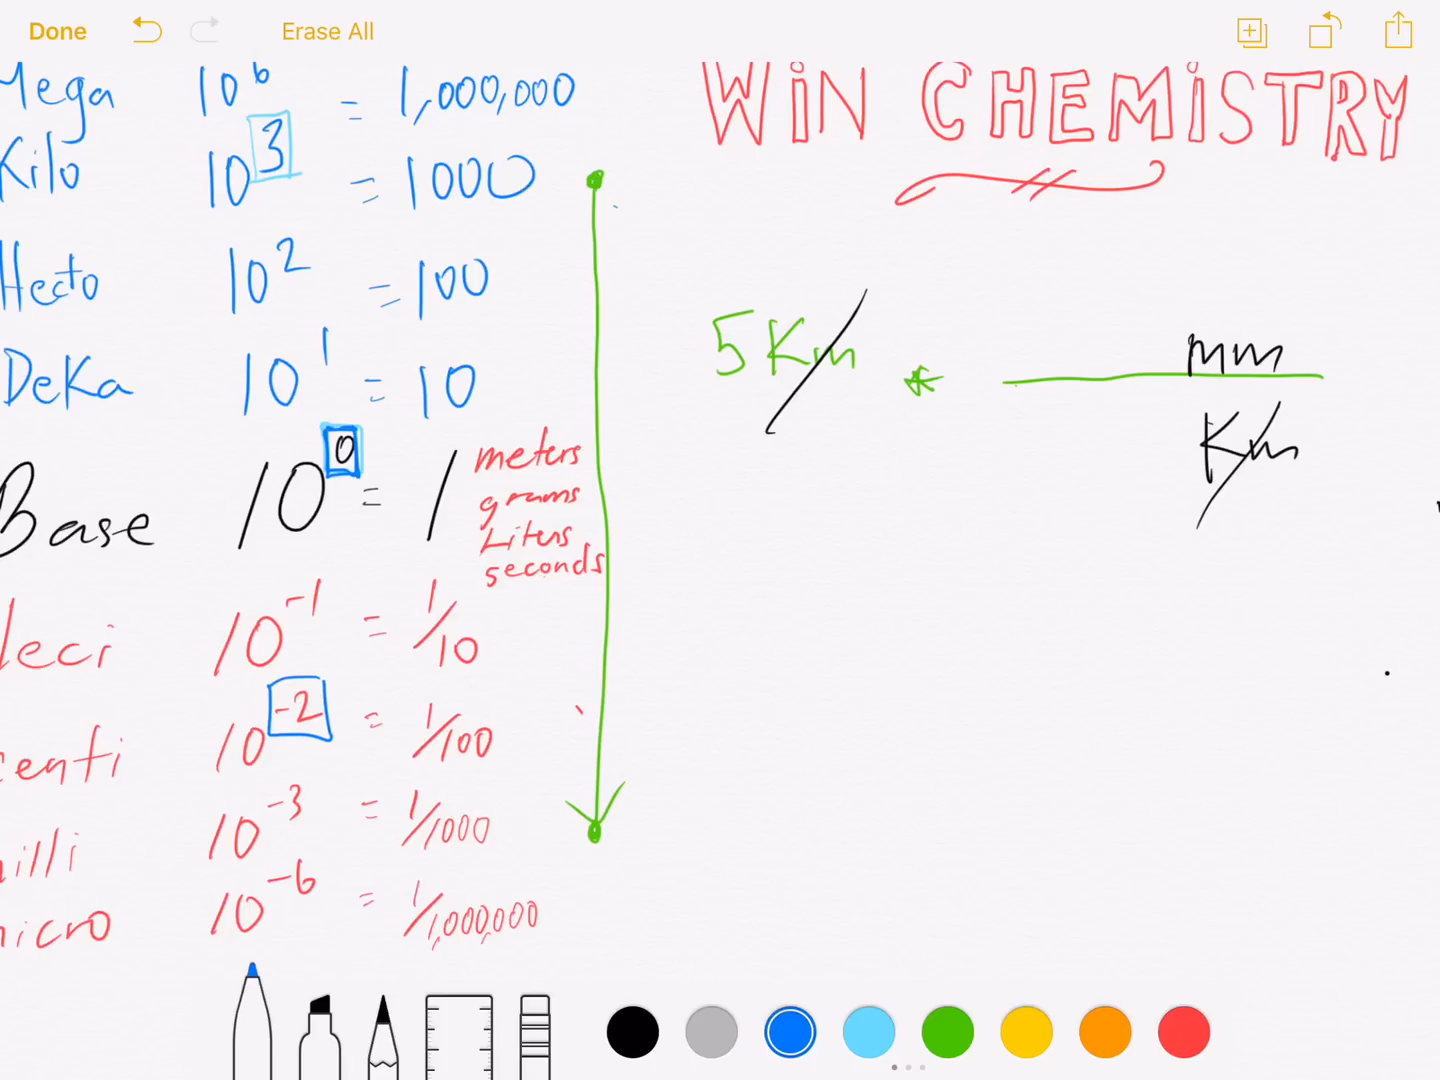 Done Erase All
WiN CHEMiSTRY
Mega 10^6 = 1,000,000
Kilo 10^3 = 1000
Hecto 10^2 = 100
DeKa 10^1 = 10
Base 10^0 = 1 meters
grams
Liters
seconds
deci 10^-1 = 1/10
centi 10^-2 = 1/100
milli 10^-3 = 1/1000
micro 10^-6 = 1/1,000,000
5 Km * mm
Km